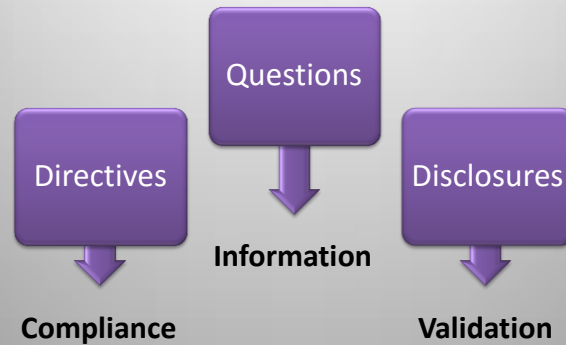 Questions
Directives
Disclosures
Information
Compliance
Validation